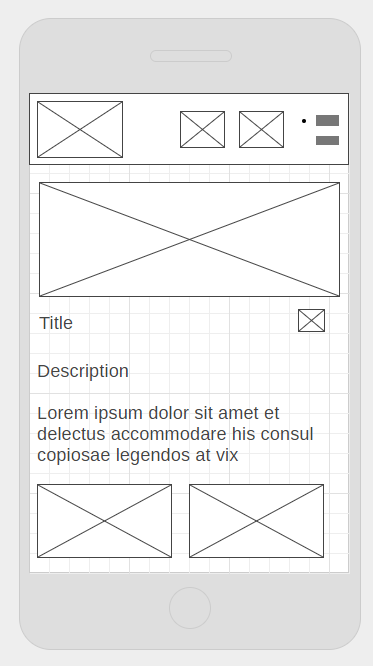 Title
Description
Lorem ipsum dolor sit amet et
delectus accommodare his consul
copiosae legendos at vix